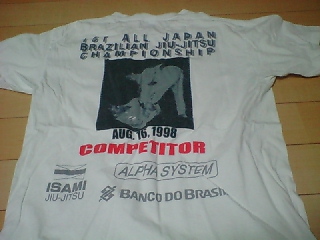 1ST ALL JAPAN
BRAZILIAN JIU-JITSU
CHAMPIONSHIP
AUG, 16, 1998
COMPETITOR
ALPHA SYSTEM
ISAMI
JIU-JITSU
BANCO DO BRASIL